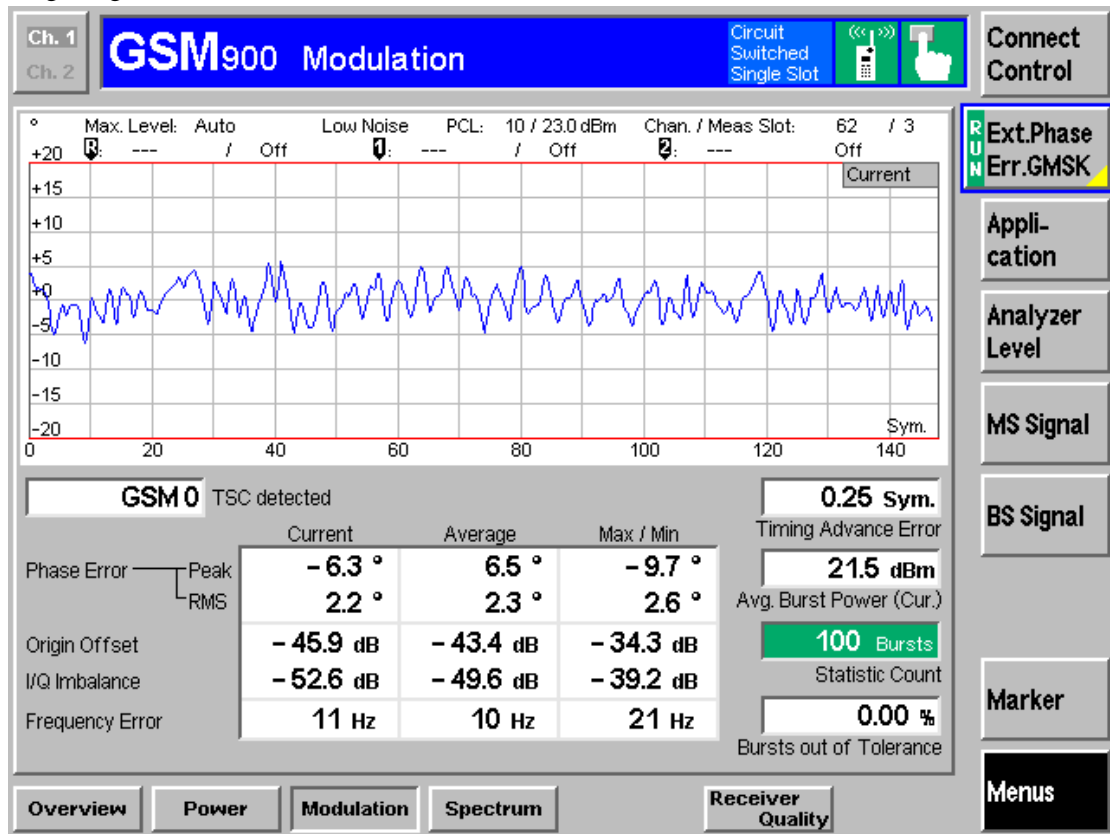 Ch. 1
Ch. 2
GSM900 Modulation
Circuit
Switched
Single Slot
Connect
Control
° Max. Level: Auto Low Noise PCL: 10 / 23.0 dBm Chan. / Meas Slot: 62 / 3
R: --- / Off 1: --- / Off 2: --- Off
Current
+20
+15
+10
+5
+0
-5
-10
-15
-20
Sym.
0 20 40 60 80 100 120 140
GSM 0 TSC detected
0.25 Sym.
Timing Advance Error
Current Average Max / Min
Phase Error Peak - 6.3 ° 6.5 ° - 9.7 °
21.5 dBm
RMS 2.2 ° 2.3 ° 2.6 °
Avg. Burst Power (Cur.)
Origin Offset - 45.9 dB - 43.4 dB - 34.3 dB
100 Bursts
I/Q Imbalance - 52.6 dB - 49.6 dB - 39.2 dB
Statistic Count
Frequency Error 11 Hz 10 Hz 21 Hz
0.00 %
Bursts out of Tolerance
RUN
Ext.Phase
Err.GMSK
Appli-
cation
Analyzer
Level
MS Signal
BS Signal
Marker
Menus
Overview Power Modulation Spectrum Receiver
Quality